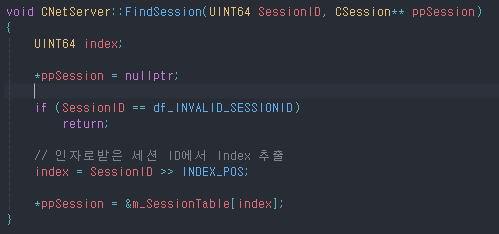 void CNetServer::FindSession(UINT64 SessionID, CSession** ppSession)
{
UINT64 index;
*ppSession = nullptr;
if (SessionID == df_INVALID_SESSIONID)
return;
// 인자로받은 세션 ID에서 Index 추출
index = SessionID >> INDEX_POS;
*ppSession = &m_SessionTable[index];
}